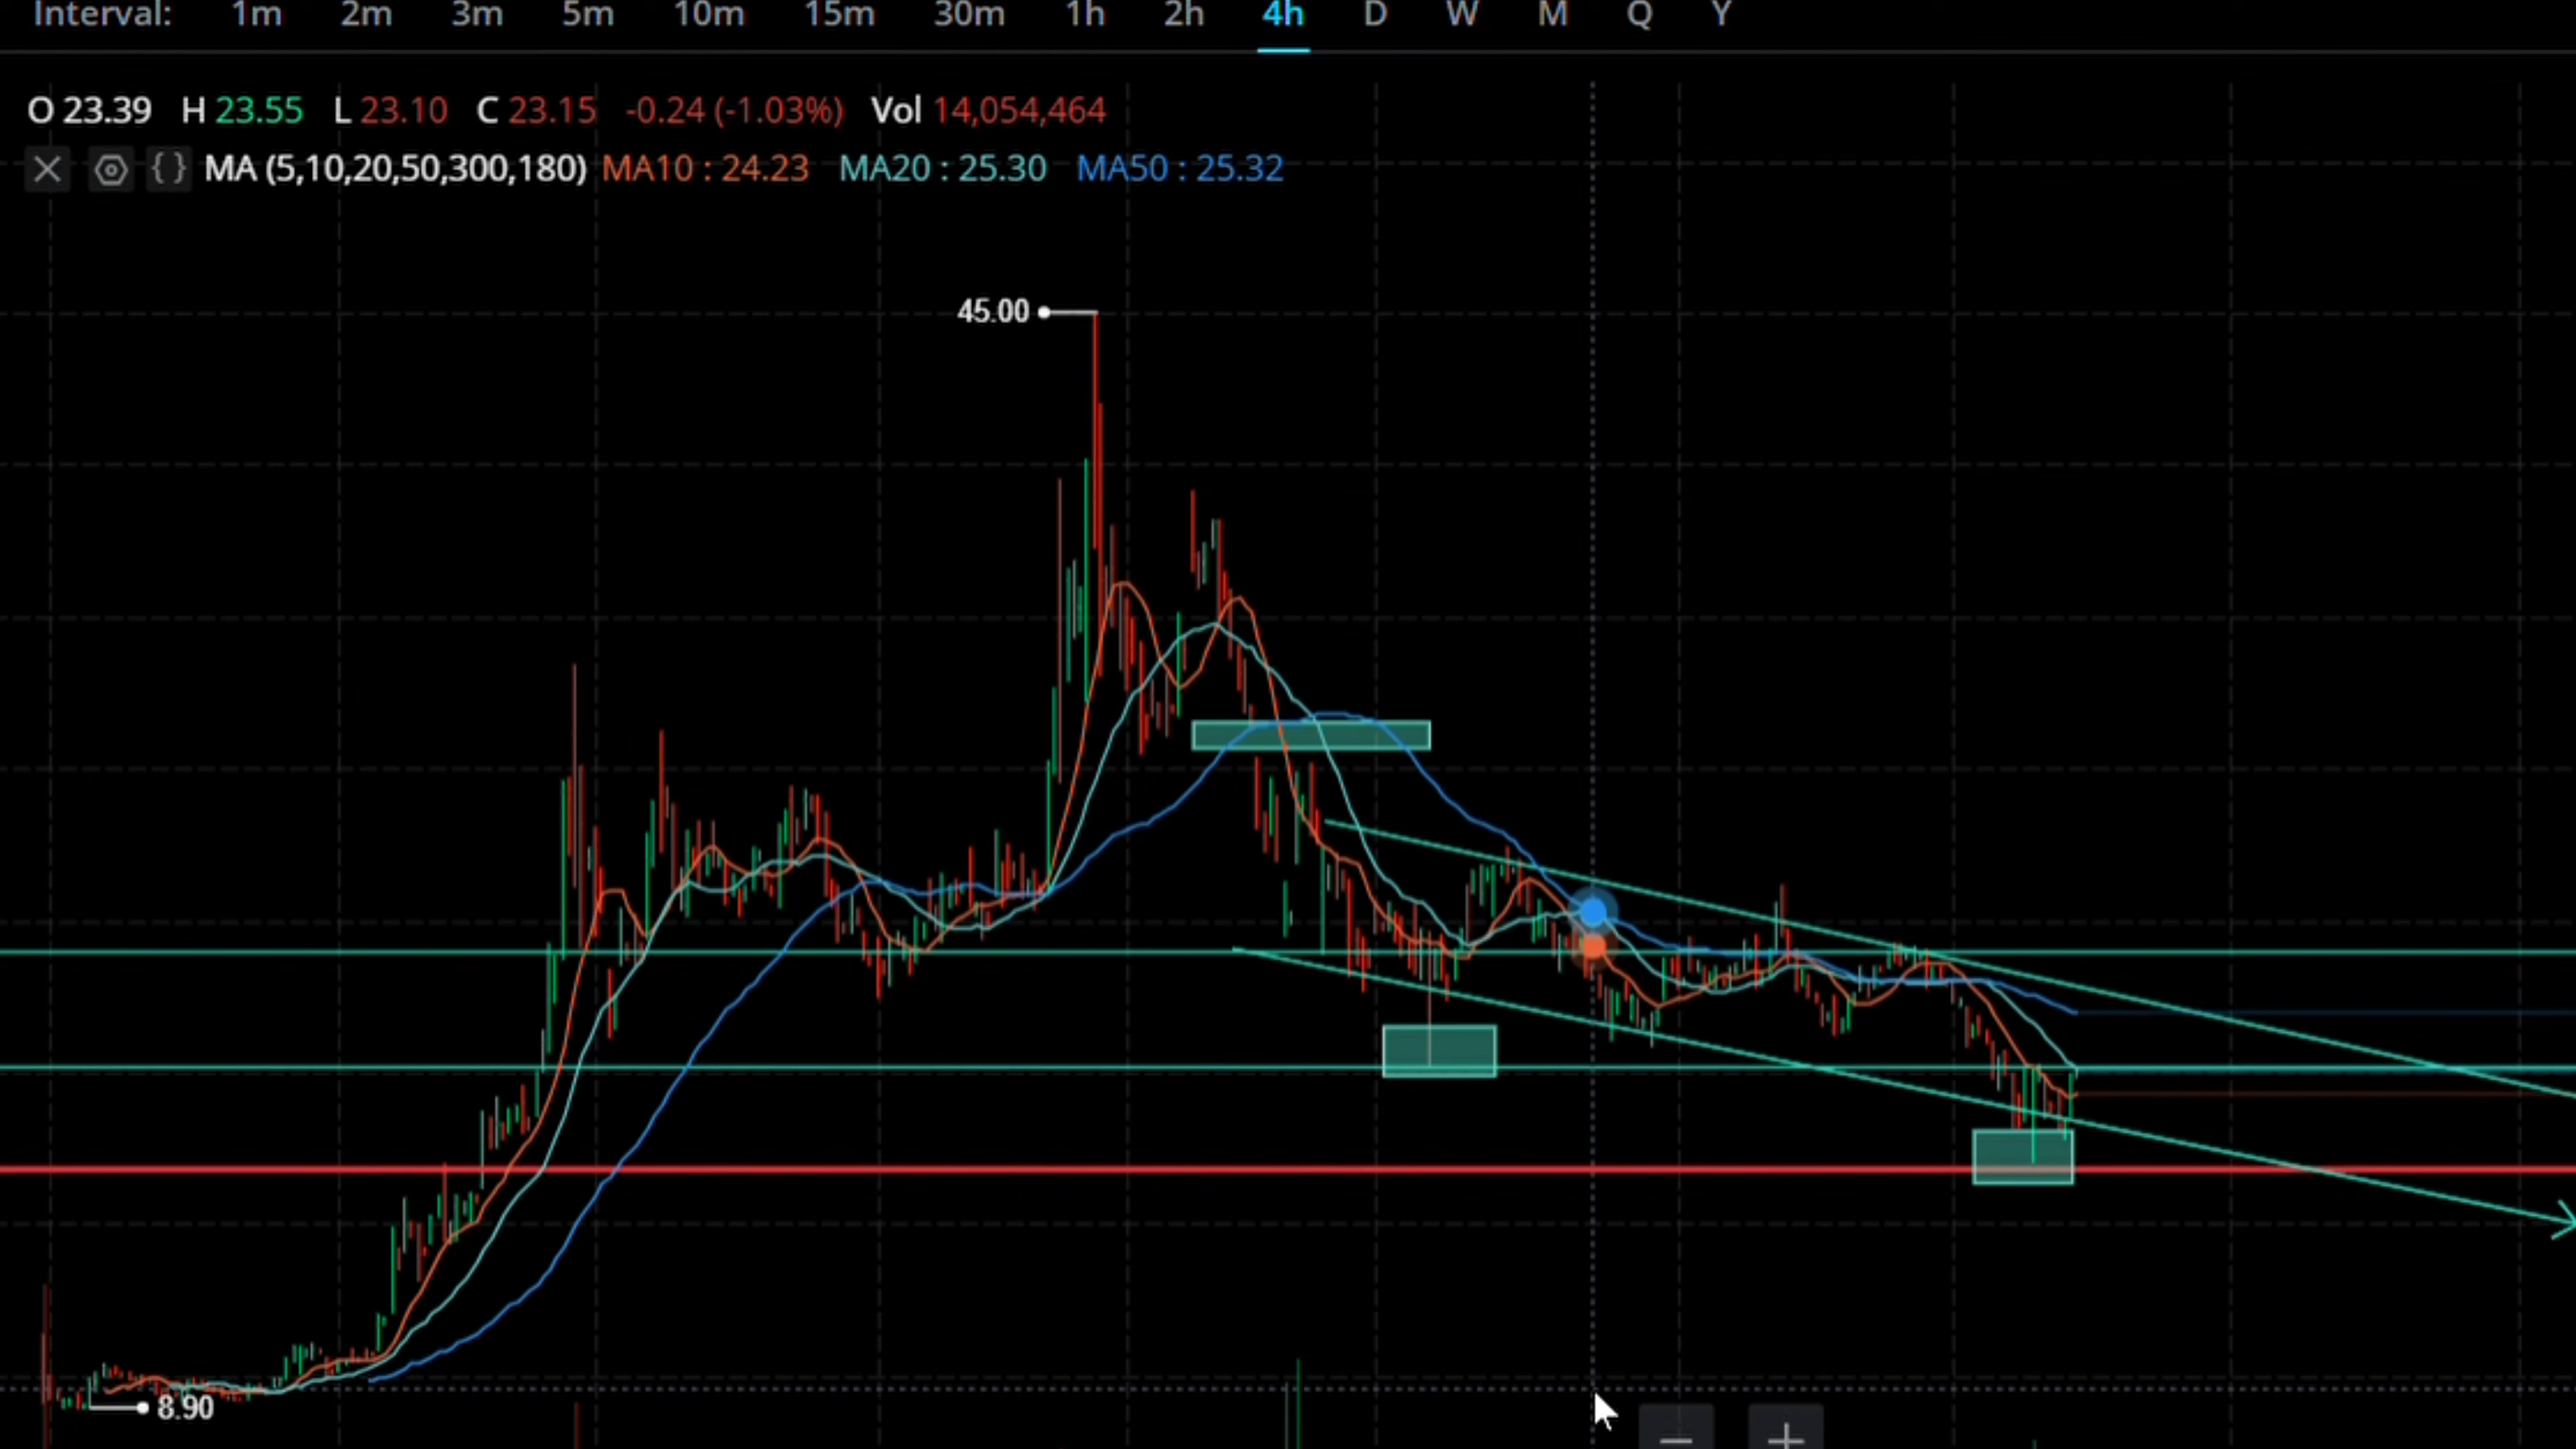 Interval: 1m 2m 3m 5m 10m 15m 30m 1h 2h 4h D W M Q Y
O 23.39 H 23.55 L 23.10 C 23.15 -0.24 (-1.03%) Vol 14,054,464
MA (5,10,20,50,300,180) MA10 : 24.23 MA20 : 25.30 MA50 : 25.32
45.00
8.90